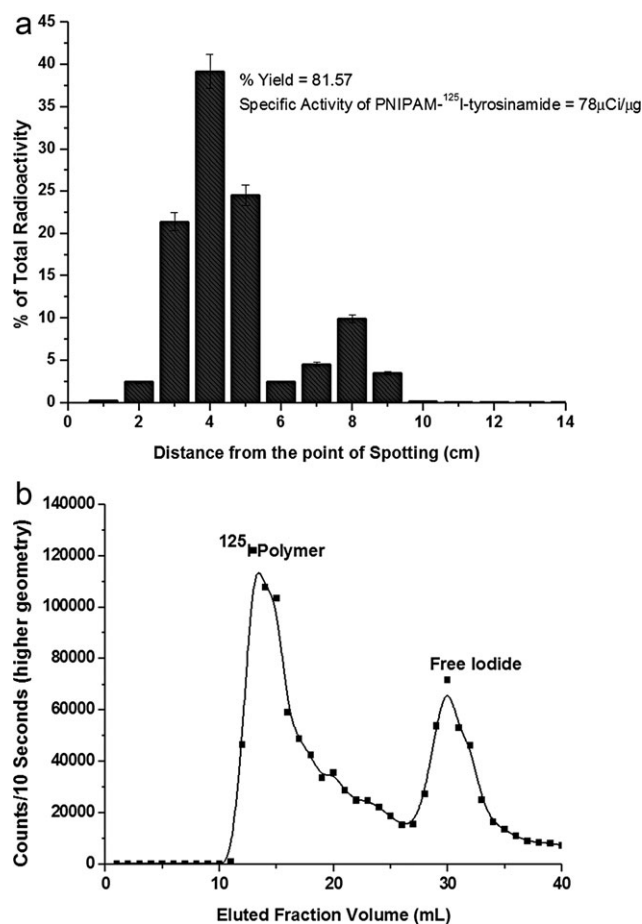 a
45
40
35
30
25
20
15
10
5
0
% of Total Radioactivity
% Yield = 81.57
Specific Activity of PNIPAM-¹²⁵I-tyrosinamide = 78μCi/μg
0 2 4 6 8 10 12 14
Distance from the point of Spotting (cm)
b
140000
120000
100000
80000
60000
40000
20000
0
Counts/10 Seconds (higher geometry)
¹²⁵I-Polymer
Free Iodide
0 10 20 30 40
Eluted Fraction Volume (mL)